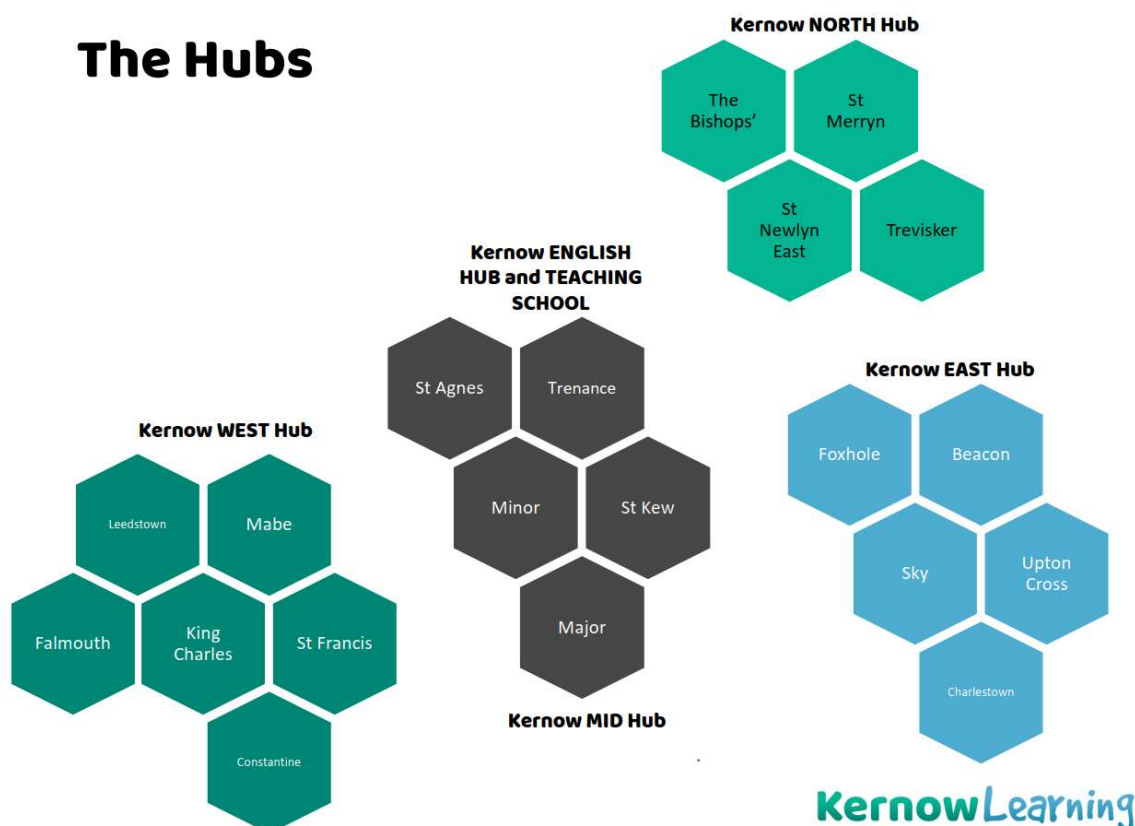 The Hubs
Kernow NORTH Hub
The
Bishops’
St
Merryn
St
Newlyn
East
Trevisker
Kernow ENGLISH
HUB and TEACHING
SCHOOL
St Agnes
Trenance
Minor
St Kew
Major
Kernow MID Hub
Kernow EAST Hub
Foxhole
Beacon
Sky
Upton
Cross
Charlestown
Kernow WEST Hub
Leedstown
Mabe
Falmouth
King
Charles
St Francis
Constantine
.
KernowLearning